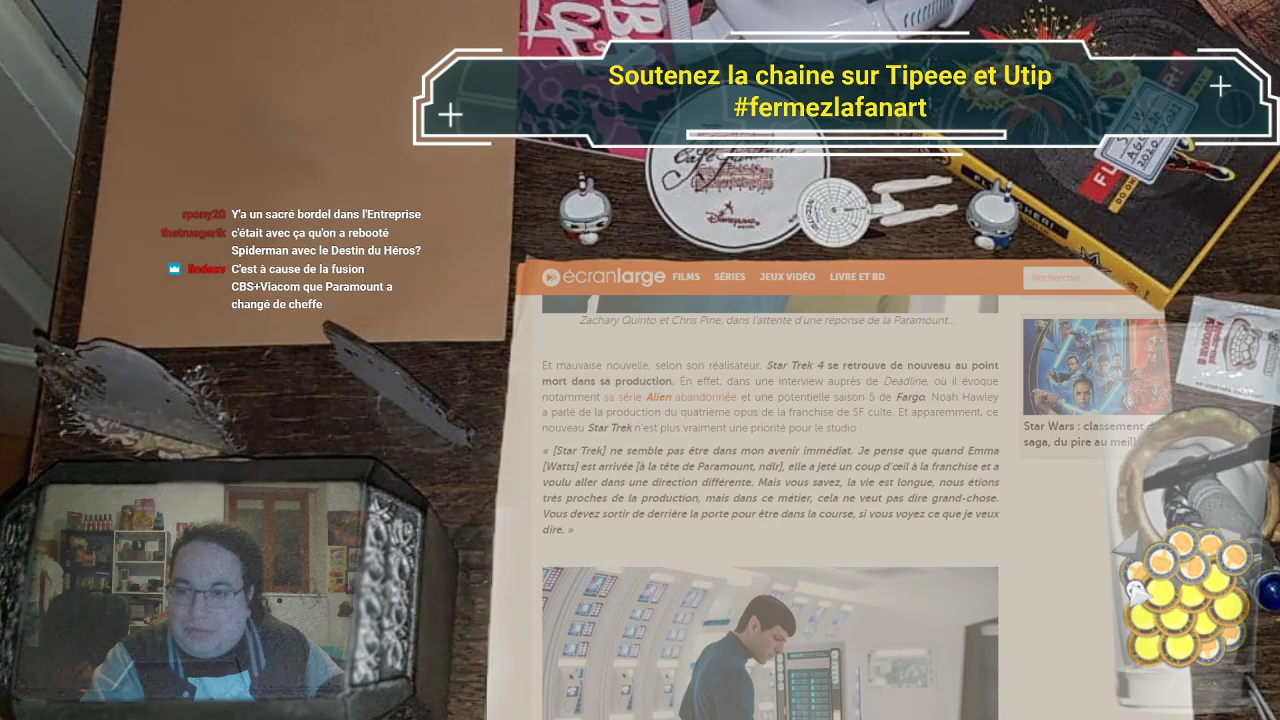 Soutenez la chaine sur Tipeee et Utip
#fermezlafanart
rpony20 Y'a un sacré bordel dans l'Entreprise
thetruegarik c'était avec ça qu'on a rebooté
Spiderman avec le Destin du Héros?
lindorv C'est à cause de la fusion
CBS+Viacom que Paramount a
changé de cheffe
écranlarge FILMS SÉRIES JEUX VIDÉO LIVRE ET BD Rechercher...
Zachary Quinto et Chris Pine, dans l'attente d'une réponse de la Paramount...
Et mauvaise nouvelle, selon son réalisateur, Star Trek 4 se retrouve de nouveau au point
mort dans sa production. En effet, dans une interview auprès de Deadline, où il évoque
notamment sa série Alien abandonnée et une potentielle saison 5 de Fargo, Noah Hawley
a parlé de la production du quatrième opus de la franchise de SF culte. Et apparemment, ce
nouveau Star Trek n'est plus vraiment une priorité pour le studio :
« [Star Trek] ne semble pas être dans mon avenir immédiat. Je pense que quand Emma
[Watts] est arrivée [à la tête de Paramount, ndlr], elle a jeté un coup d'œil à la franchise et a
voulu aller dans une direction différente. Mais vous savez, la vie est longue, nous étions
très proches de la production, mais dans ce métier, cela ne veut pas dire grand-chose.
Vous devez sortir de derrière la porte pour être dans la course, si vous voyez ce que je veux
dire. »
Star Wars : classement
saga, du pire au meill